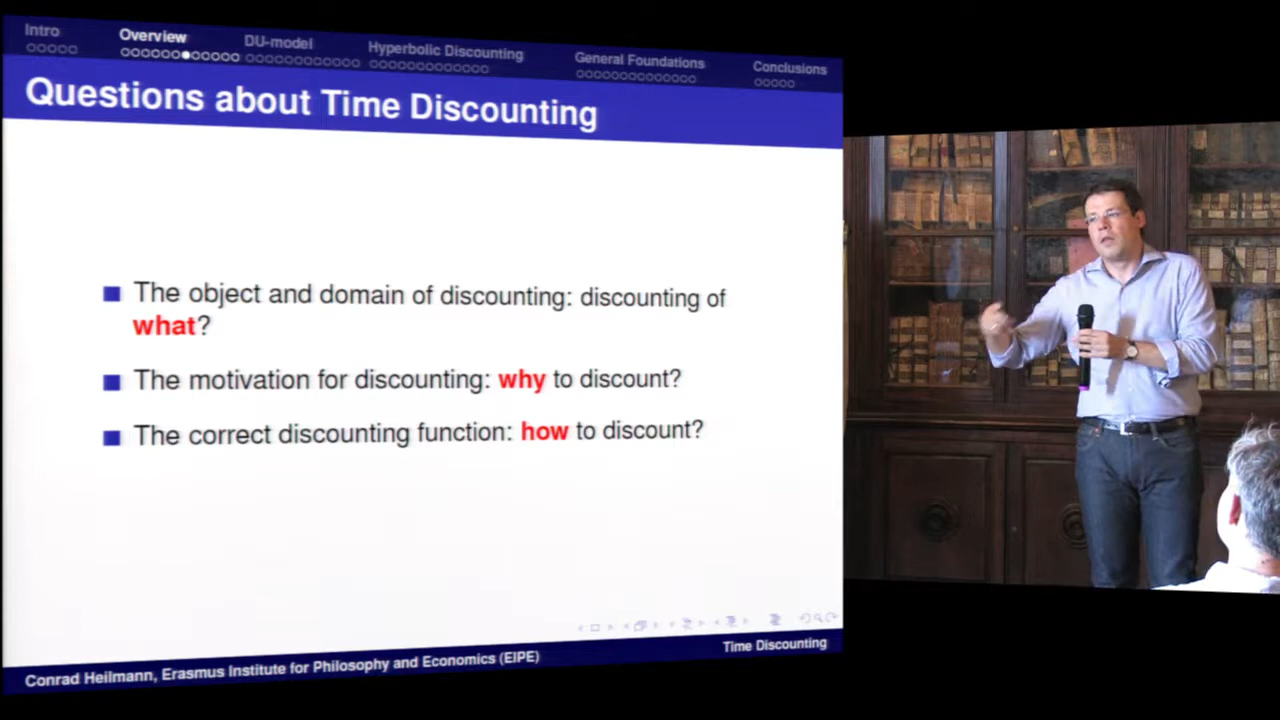 Intro
Overview
DU-model
Hyperbolic Discounting
General Foundations
Conclusions
Questions about Time Discounting
The object and domain of discounting: discounting of
what?
The motivation for discounting: why to discount?
The correct discounting function: how to discount?
Conrad Heilmann, Erasmus Institute for Philosophy and Economics (EIPE)
Time Discounting